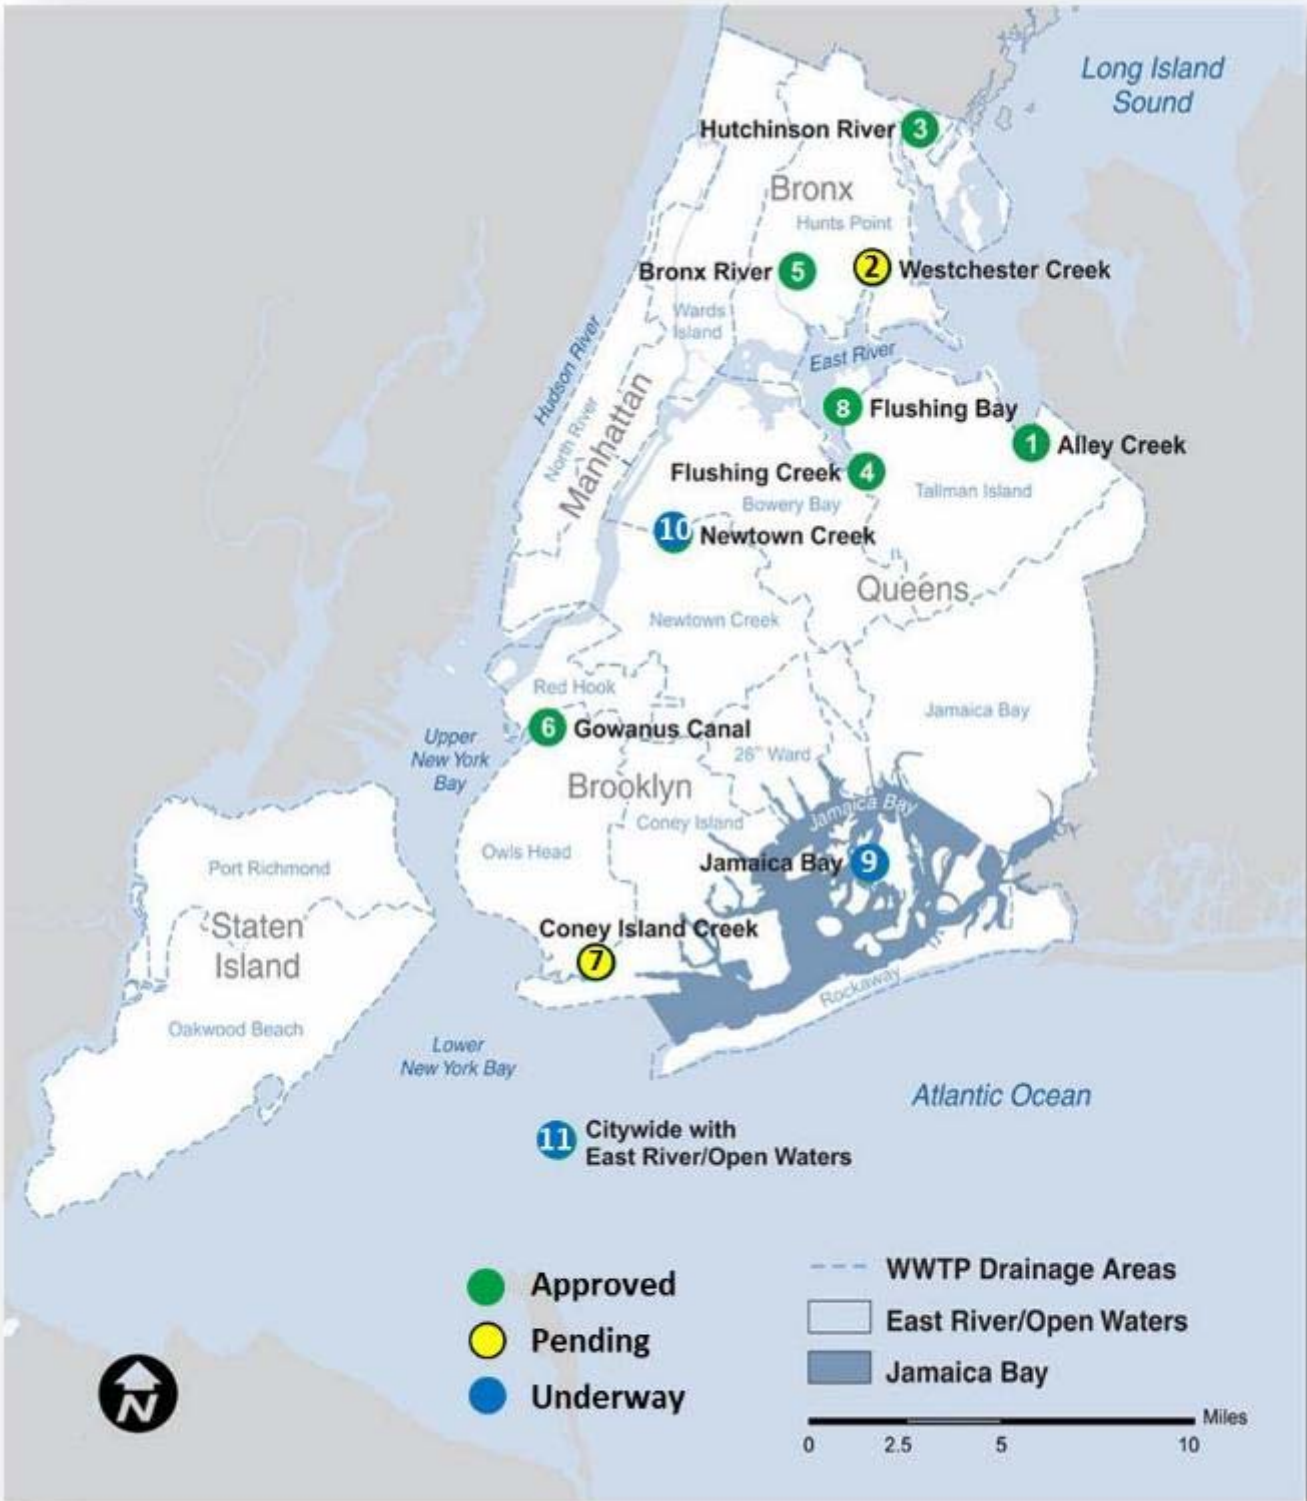 Long Island
Sound
Hutchinson River 3
Bronx
Hunts Point
Bronx River 5
2 Westchester Creek
Wards
Island
Hudson River
East River
North River
Manhattan
8 Flushing Bay
1 Alley Creek
Flushing Creek 4
Tallman Island
Bowery Bay
10 Newtown Creek
Queens
Newtown Creek
Red Hook
Jamaica Bay
6 Gowanus Canal
Upper
New York
Bay
26th Ward
Brooklyn
Jamaica Bay
Coney Island
Owls Head
Jamaica Bay 9
Port Richmond
Staten
Island
Coney Island Creek
7
Rockaway
Oakwood Beach
Lower
New York Bay
Atlantic Ocean
11 Citywide with
East River/Open Waters
Approved
Pending
Underway
WWTP Drainage Areas
East River/Open Waters
Jamaica Bay
Miles
0 2.5 5 10
N